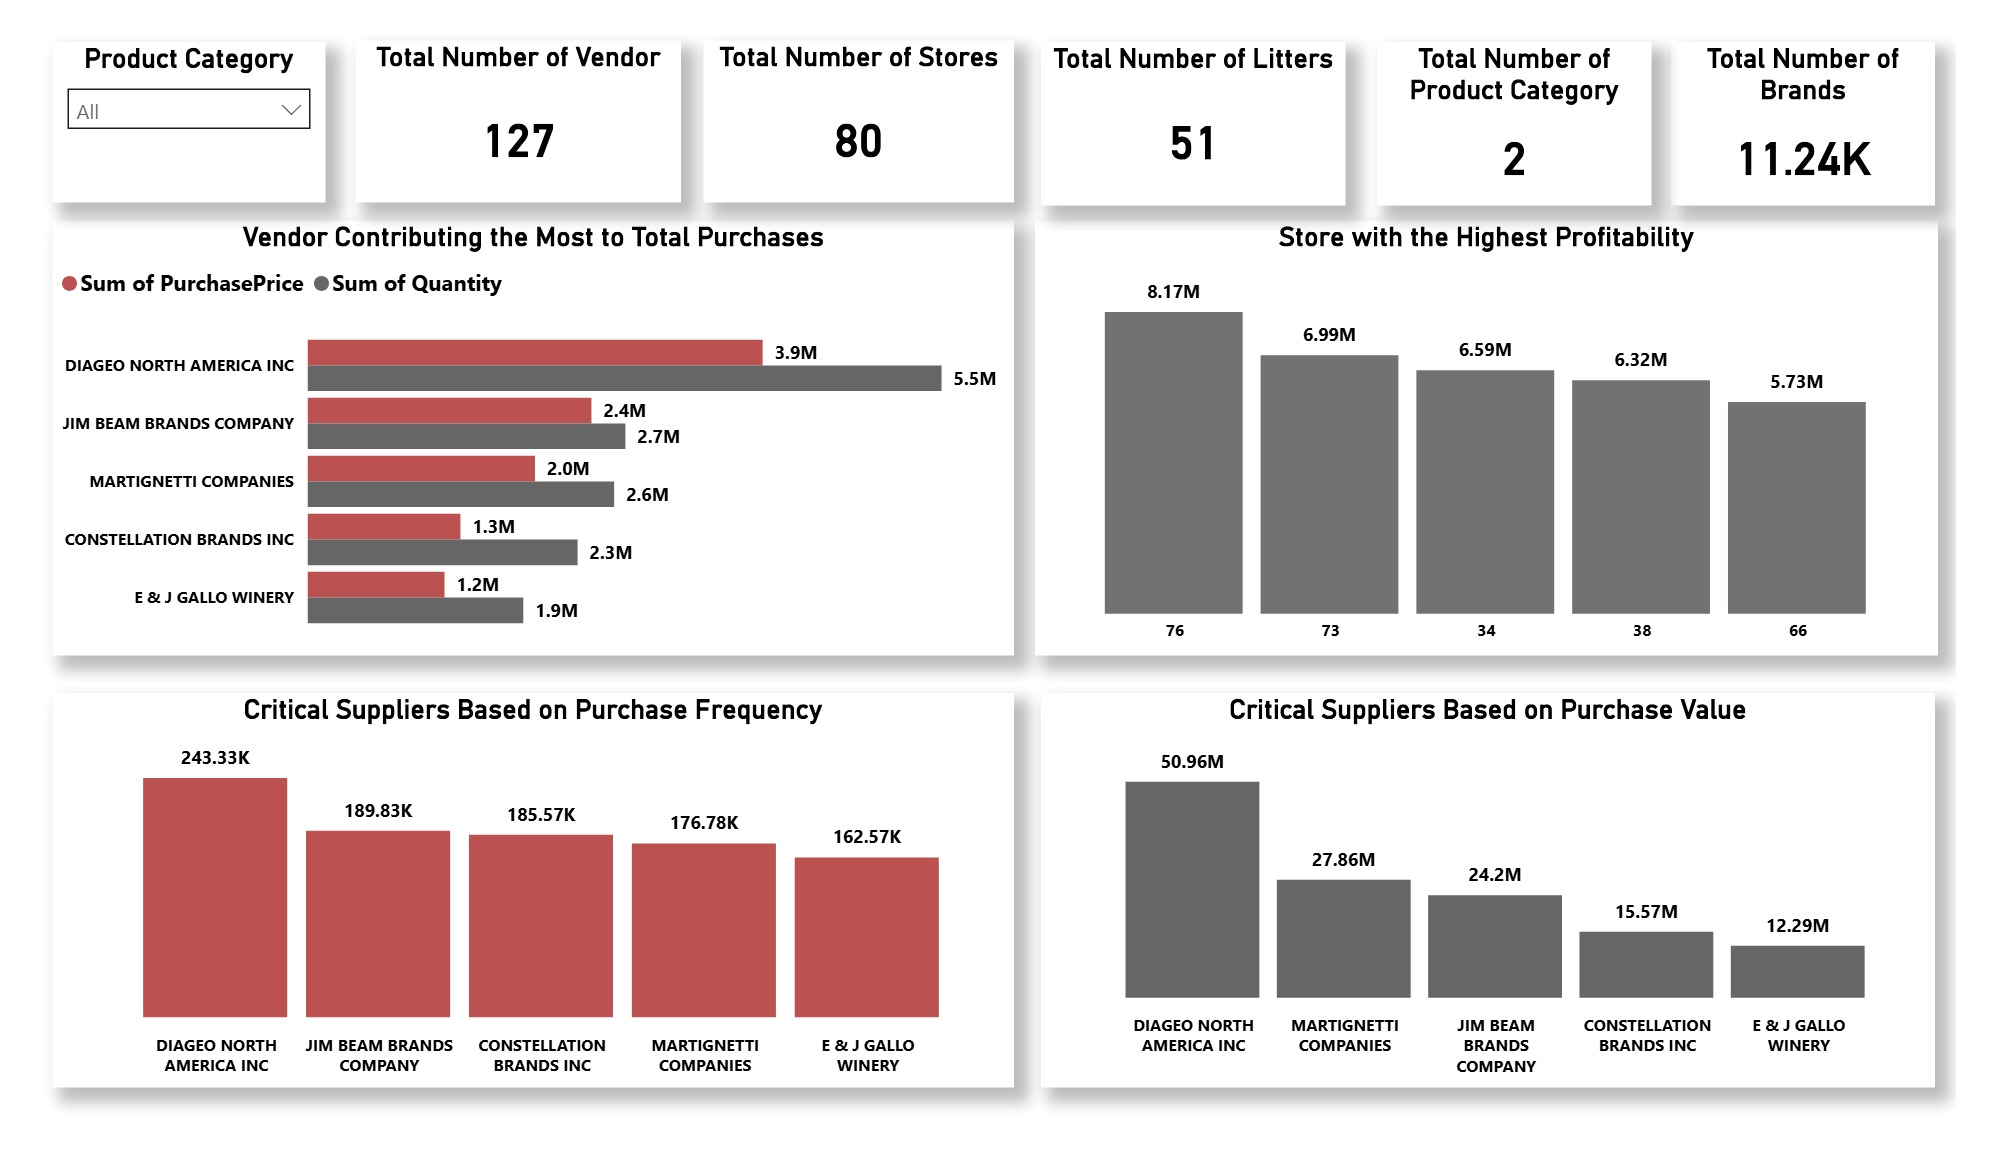 Product Category
All
Total Number of Vendor
127
Total Number of Stores
80
Total Number of Litters
51
Total Number of
Product Category
2
Total Number of
Brands
11.24K
Vendor Contributing the Most to Total Purchases
Sum of PurchasePrice Sum of Quantity
DIAGEO NORTH AMERICA INC
3.9M
5.5M
JIM BEAM BRANDS COMPANY
2.4M
2.7M
MARTIGNETTI COMPANIES
2.0M
2.6M
CONSTELLATION BRANDS INC
1.3M
2.3M
E & J GALLO WINERY
1.2M
1.9M
Store with the Highest Profitability
8.17M
6.99M
6.59M
6.32M
5.73M
76
73
34
38
66
Critical Suppliers Based on Purchase Frequency
243.33K
189.83K
185.57K
176.78K
162.57K
DIAGEO NORTH
AMERICA INC
JIM BEAM BRANDS
COMPANY
CONSTELLATION
BRANDS INC
MARTIGNETTI
COMPANIES
E & J GALLO
WINERY
Critical Suppliers Based on Purchase Value
50.96M
27.86M
24.2M
15.57M
12.29M
DIAGEO NORTH
AMERICA INC
MARTIGNETTI
COMPANIES
JIM BEAM
BRANDS
COMPANY
CONSTELLATION
BRANDS INC
E & J GALLO
WINERY